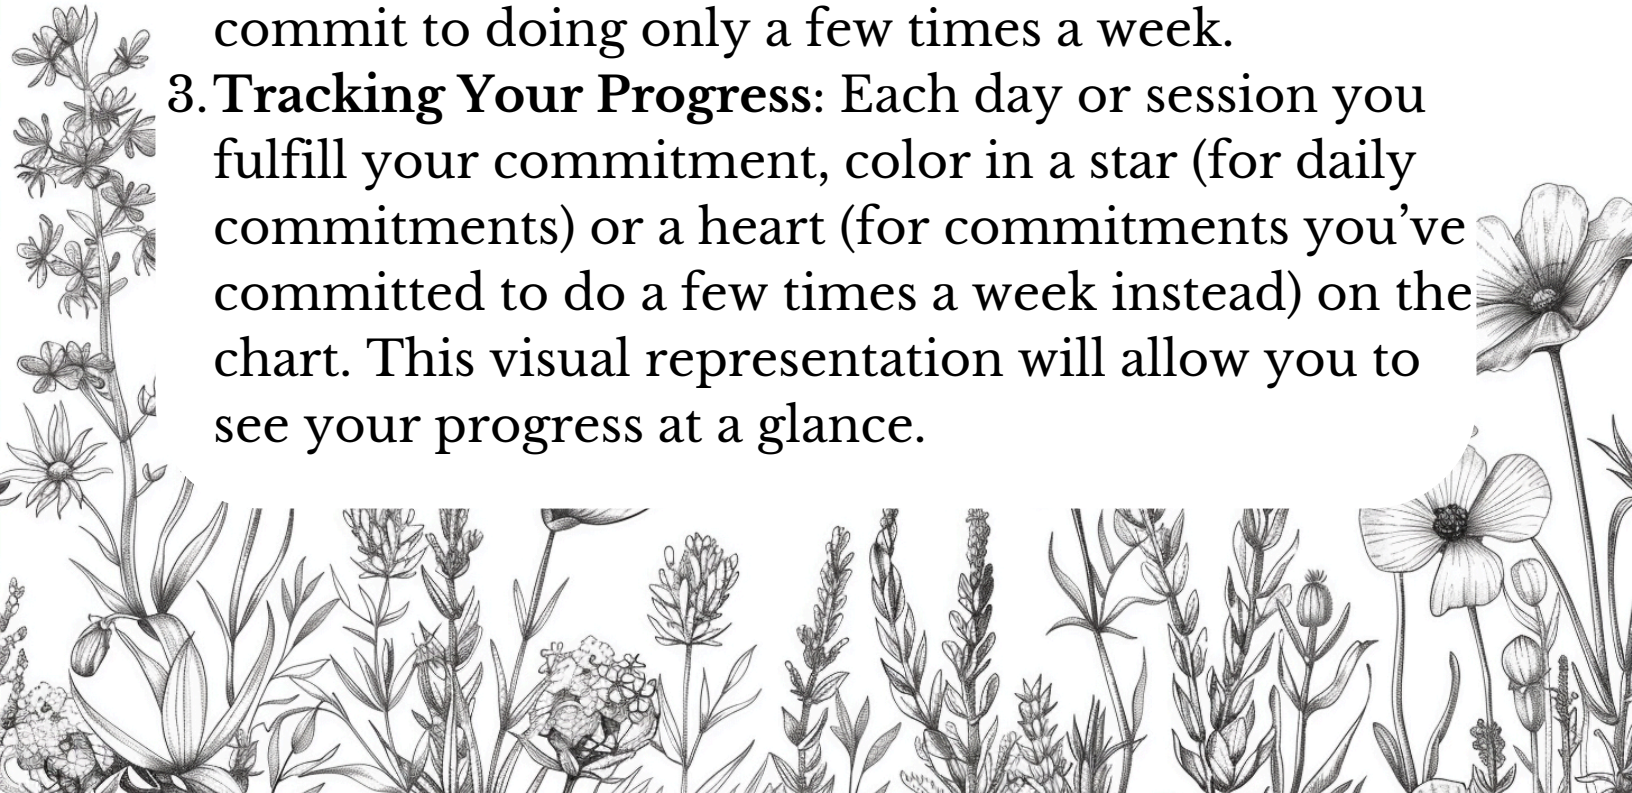 commit to doing only a few times a week.
3. Tracking Your Progress: Each day or session you
fulfill your commitment, color in a star (for daily
commitments) or a heart (for commitments you’ve
committed to do a few times a week instead) on the
chart. This visual representation will allow you to
see your progress at a glance.